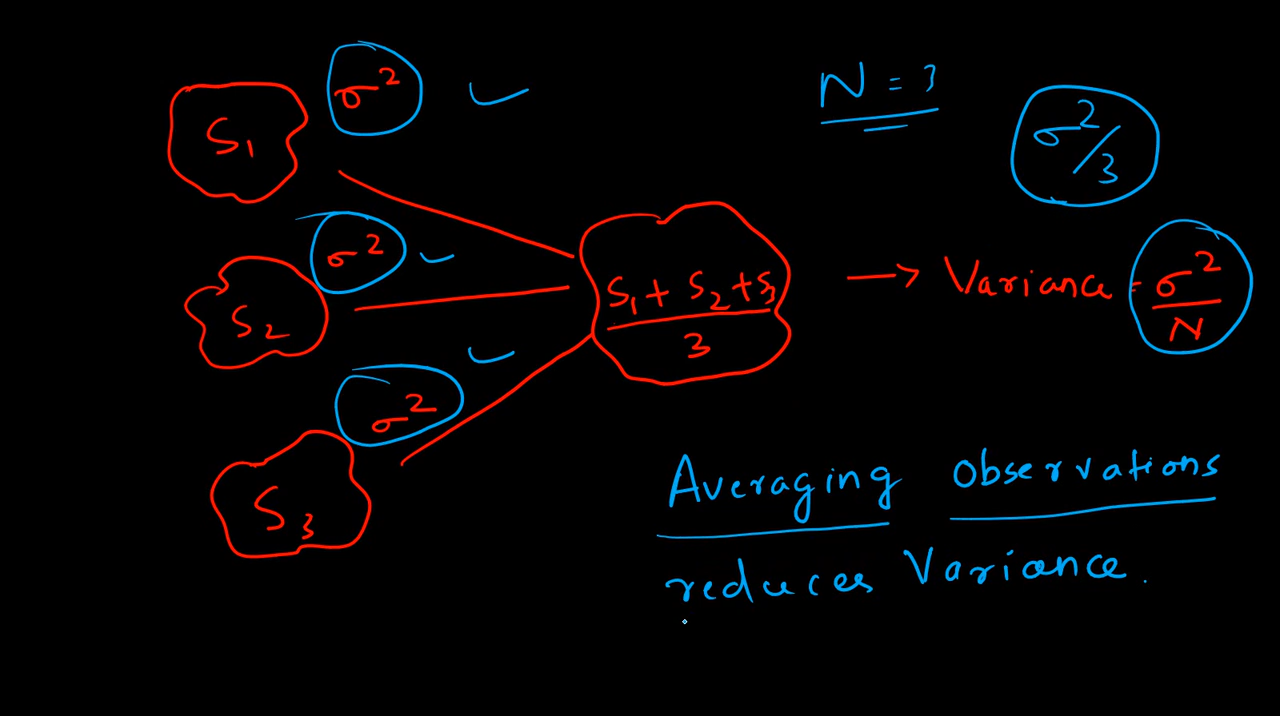 S₁ σ² ✓
N = 3
σ²/3
S₂ σ² ✓
S₁ + S₂ + S₃ / 3
→ Variance = σ²/N
S₃ σ² ✓
Averaging observations
reduces Variance.